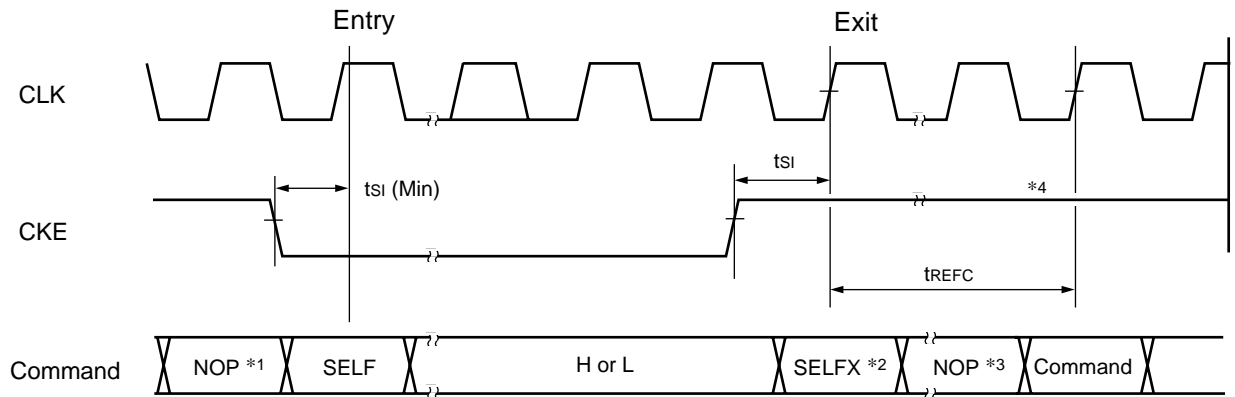 Entry Exit
CLK
tSI
tSI (Min) *4
CKE
tREFC
Command NOP *1 SELF H or L SELFX *2 NOP *3 Command